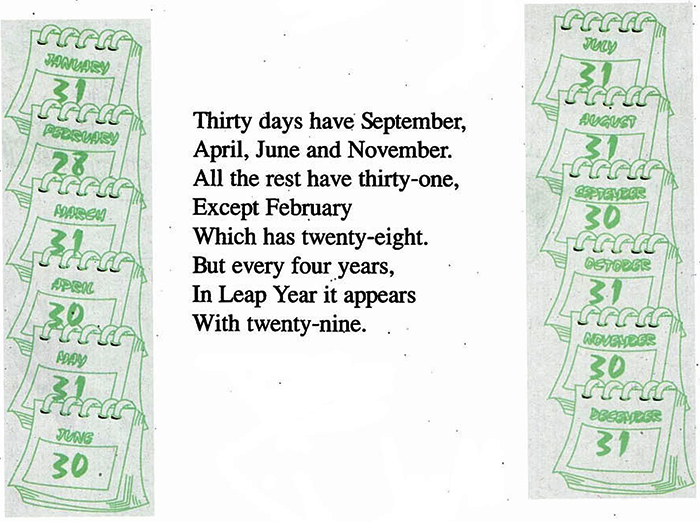 JANUARY
31
FEBRUARY
28
MARCH
31
APRIL
30
MAY
31
JUNE
30
Thirty days have September,
April, June and November.
All the rest have thirty-one,
Except February
Which has twenty-eight.
But every four years,
In Leap Year it appears
With twenty-nine.
JULY
31
AUGUST
31
SEPTEMBER
30
OCTOBER
31
NOVEMBER
30
DECEMBER
31